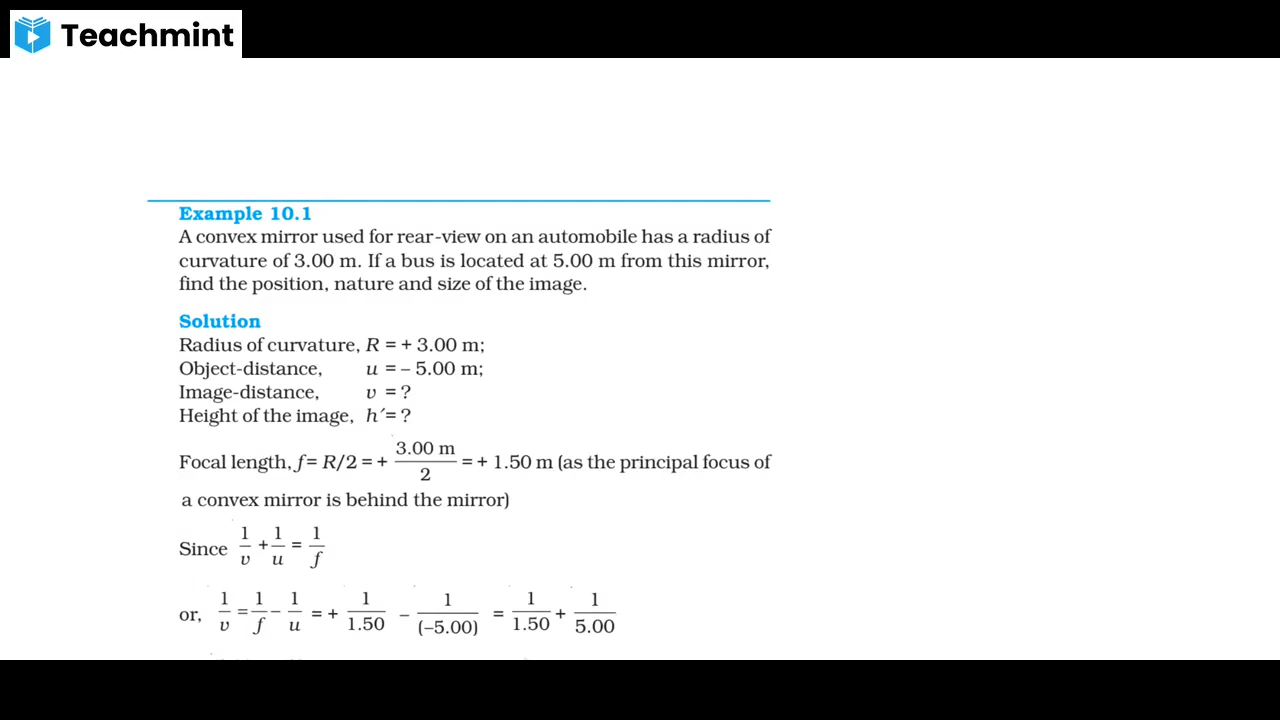 Teachmint
Example 10.1
A convex mirror used for rear-view on an automobile has a radius of
curvature of 3.00 m. If a bus is located at 5.00 m from this mirror,
find the position, nature and size of the image.
Solution
Radius of curvature, R = + 3.00 m;
Object-distance, u = – 5.00 m;
Image-distance, v = ?
Height of the image, h′= ?
Focal length, f = R/2 = + 3.00 m / 2 = + 1.50 m (as the principal focus of
a convex mirror is behind the mirror)
Since 1/v + 1/u = 1/f
or, 1/v = 1/f – 1/u = + 1/1.50 – 1/(–5.00) = 1/1.50 + 1/5.00